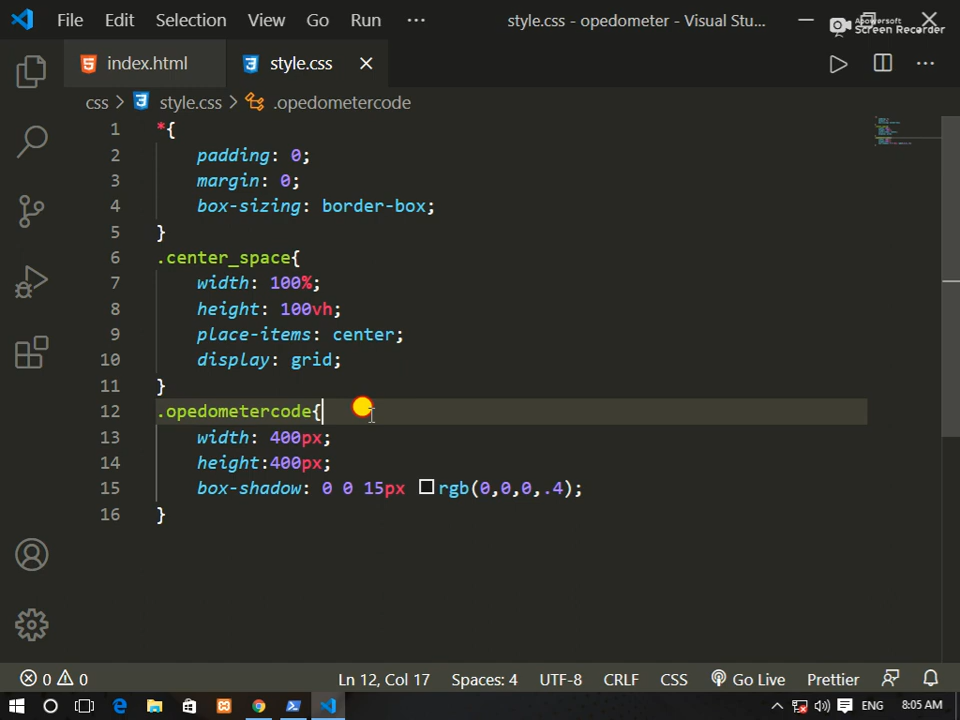 File Edit Selection View Go Run ···
style.css - opedometer - Visual Stu...
Apowersoft
Screen Recorder
index.html
style.css
css > style.css > .opedometercode
1 *{
2 padding: 0;
3 margin: 0;
4 box-sizing: border-box;
5 }
6 .center_space{
7 width: 100%;
8 height: 100vh;
9 place-items: center;
10 display: grid;
11 }
12 .opedometercode{
13 width: 400px;
14 height:400px;
15 box-shadow: 0 0 15px rgb(0,0,0,.4);
16 }
0 0 Ln 12, Col 17 Spaces: 4 UTF-8 CRLF CSS Go Live Prettier
ENG 8:05 AM